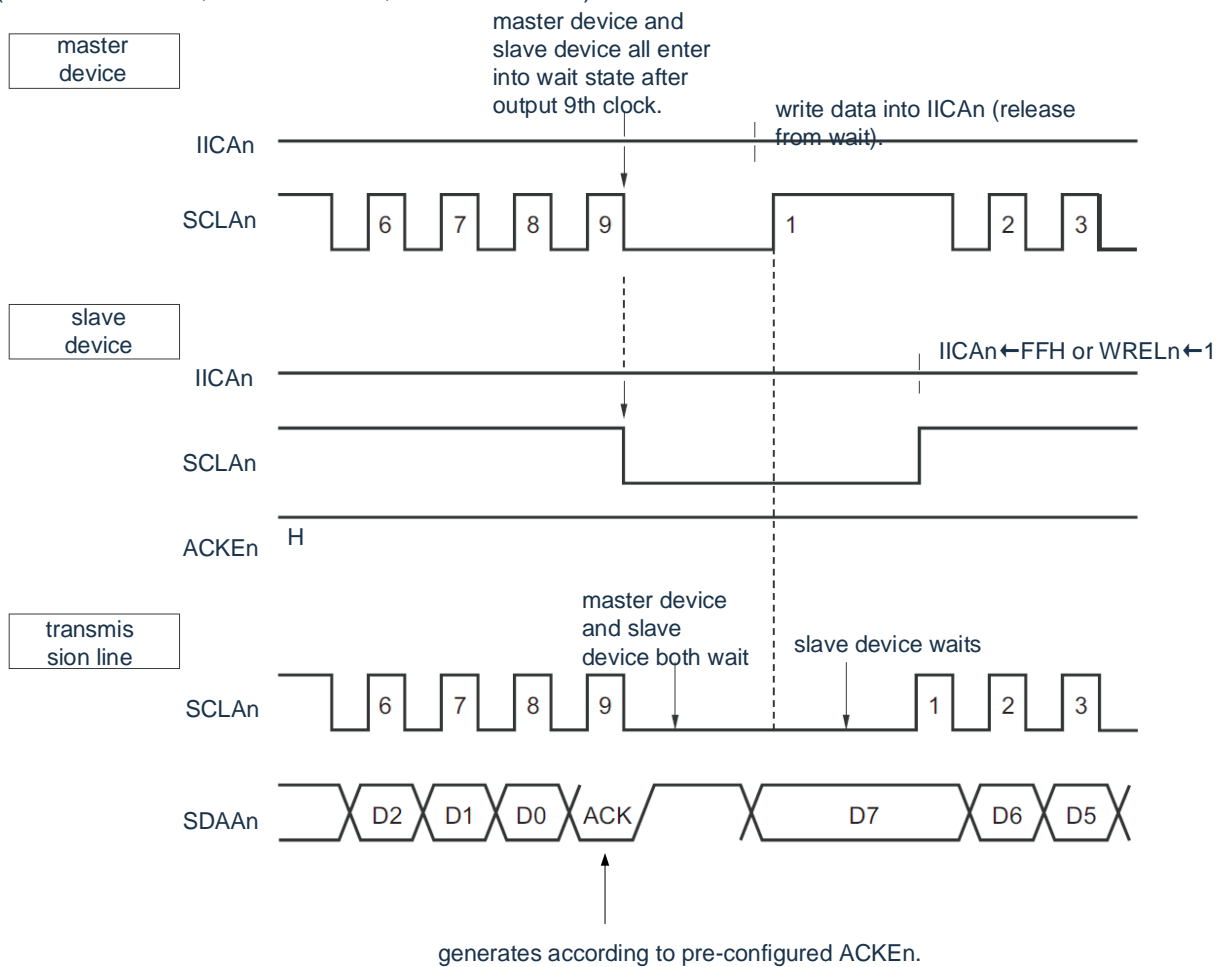 master device and
slave device all enter
into wait state after
output 9th clock.
master
device
write data into IICAn (release
from wait).
IICAn
SCLAn
6
7
8
9
1
2
3
slave
device
IICAn←FFH or WRELn←1
IICAn
SCLAn
H
ACKEn
master device
and slave
device both wait
slave device waits
transmis
sion line
SCLAn
6
7
8
9
1
2
3
SDAAn
D2
D1
D0
ACK
D7
D6
D5
generates according to pre-configured ACKEn.